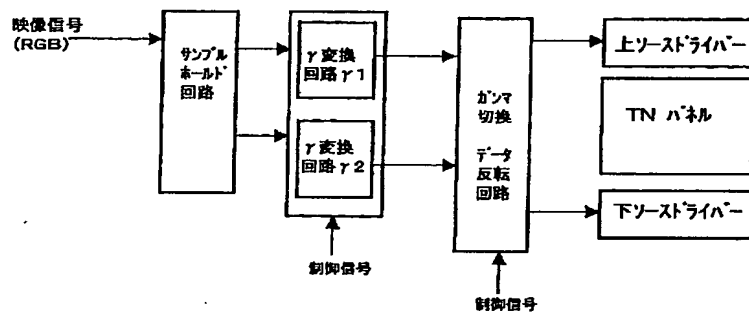 映像信号
(RGB)
サンプル
ホールド
回路
γ変換
回路γ1
γ変換
回路γ2
制御信号
ガンマ
切換
データ
反転
回路
制御信号
上ソースドライバー
TN パネル
下ソースドライバー